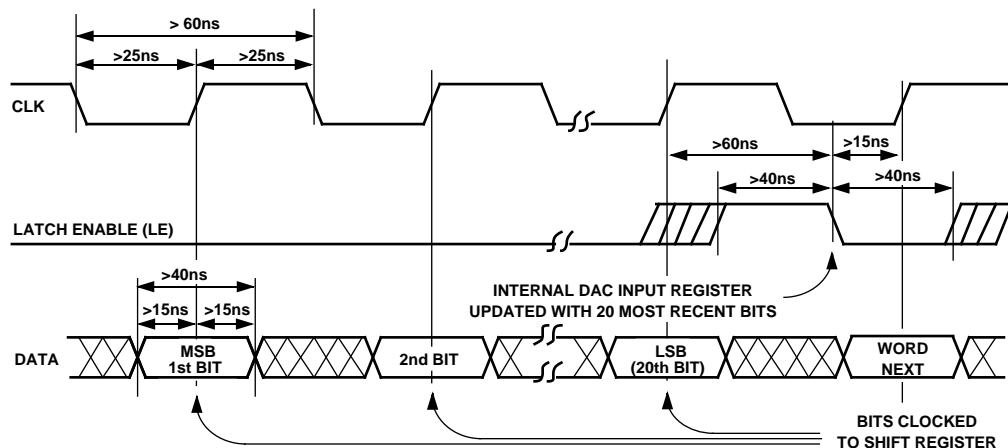 > 60ns
>25ns
>25ns
CLK
>60ns
>15ns
>40ns
>40ns
LATCH ENABLE (LE)
>40ns
INTERNAL DAC INPUT REGISTER
UPDATED WITH 20 MOST RECENT BITS
>15ns
>15ns
DATA
MSB
1st BIT
2nd BIT
LSB
(20th BIT)
WORD
NEXT
BITS CLOCKED
TO SHIFT REGISTER